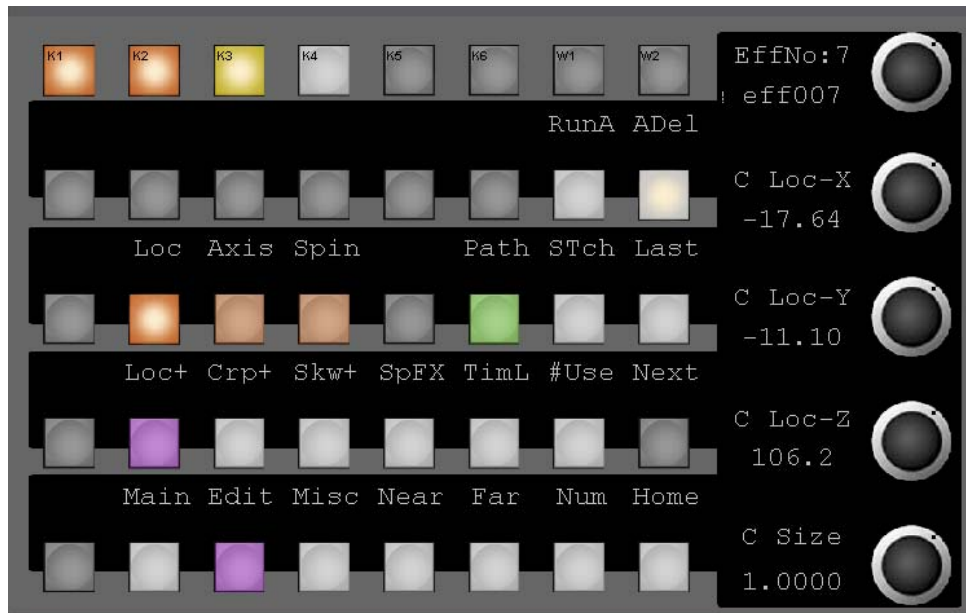 K1 K2 K3 K4 K5 K6 W1 W2
EffNo:7
eff007
RunA ADel
C Loc-X
-17.64
Loc Axis Spin Path STch Last
C Loc-Y
-11.10
Loc+ Crp+ Skw+ SpFX TimL #Use Next
C Loc-Z
106.2
Main Edit Misc Near Far Num Home
C Size
1.0000